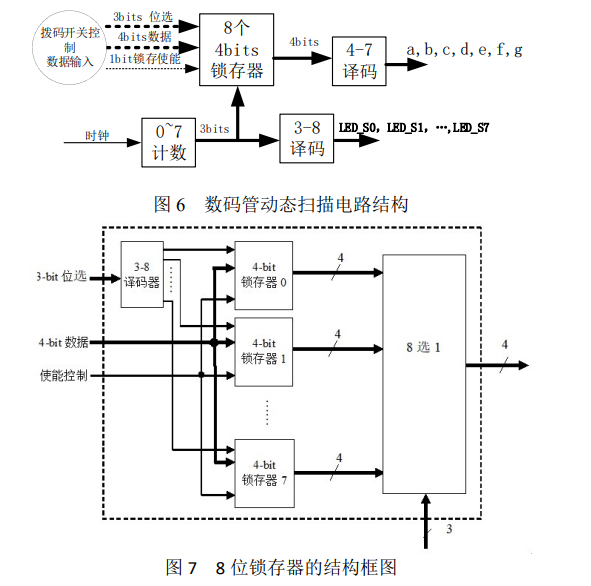 拨码开关控
制
数据输入
3bits 位选
4bits数据
1bit锁存使能
8个
4bits
锁存器
4bits
4-7
译码
a,b,c,d,e,f,g
时钟
0~7
计数
3bits
3-8
译码
LED_S0, LED_S1, …,LED_S7
图 6 数码管动态扫描电路结构
3-bit 位选
3-8
译码器
4-bit
锁存器 0
4
4-bit 数据
使能控制
4-bit
锁存器 1
4
8 选 1
4
4-bit
锁存器 7
4
3
图 7 8 位锁存器的结构框图